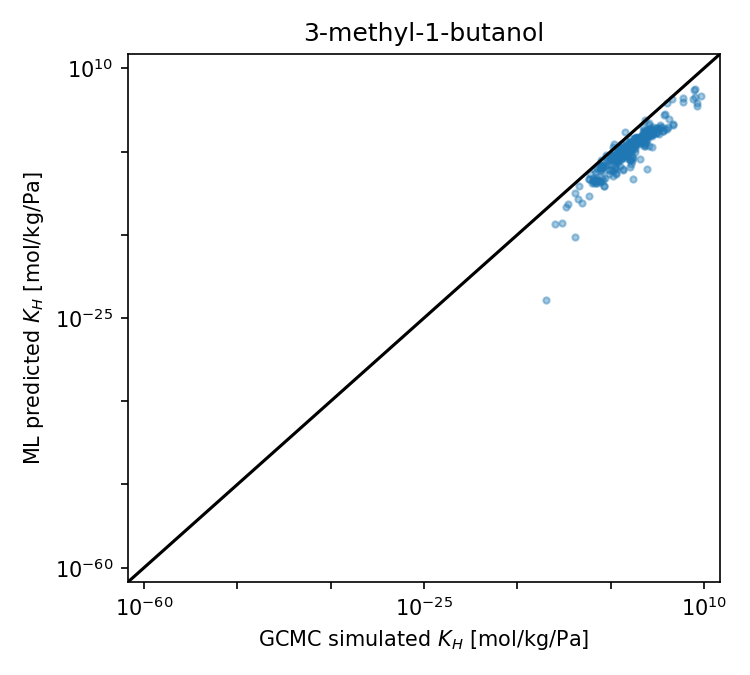 3-methyl-1-butanol
10^10
10^-25
10^-60
ML predicted K_H [mol/kg/Pa]
10^-60 10^-25 10^10
GCMC simulated K_H [mol/kg/Pa]